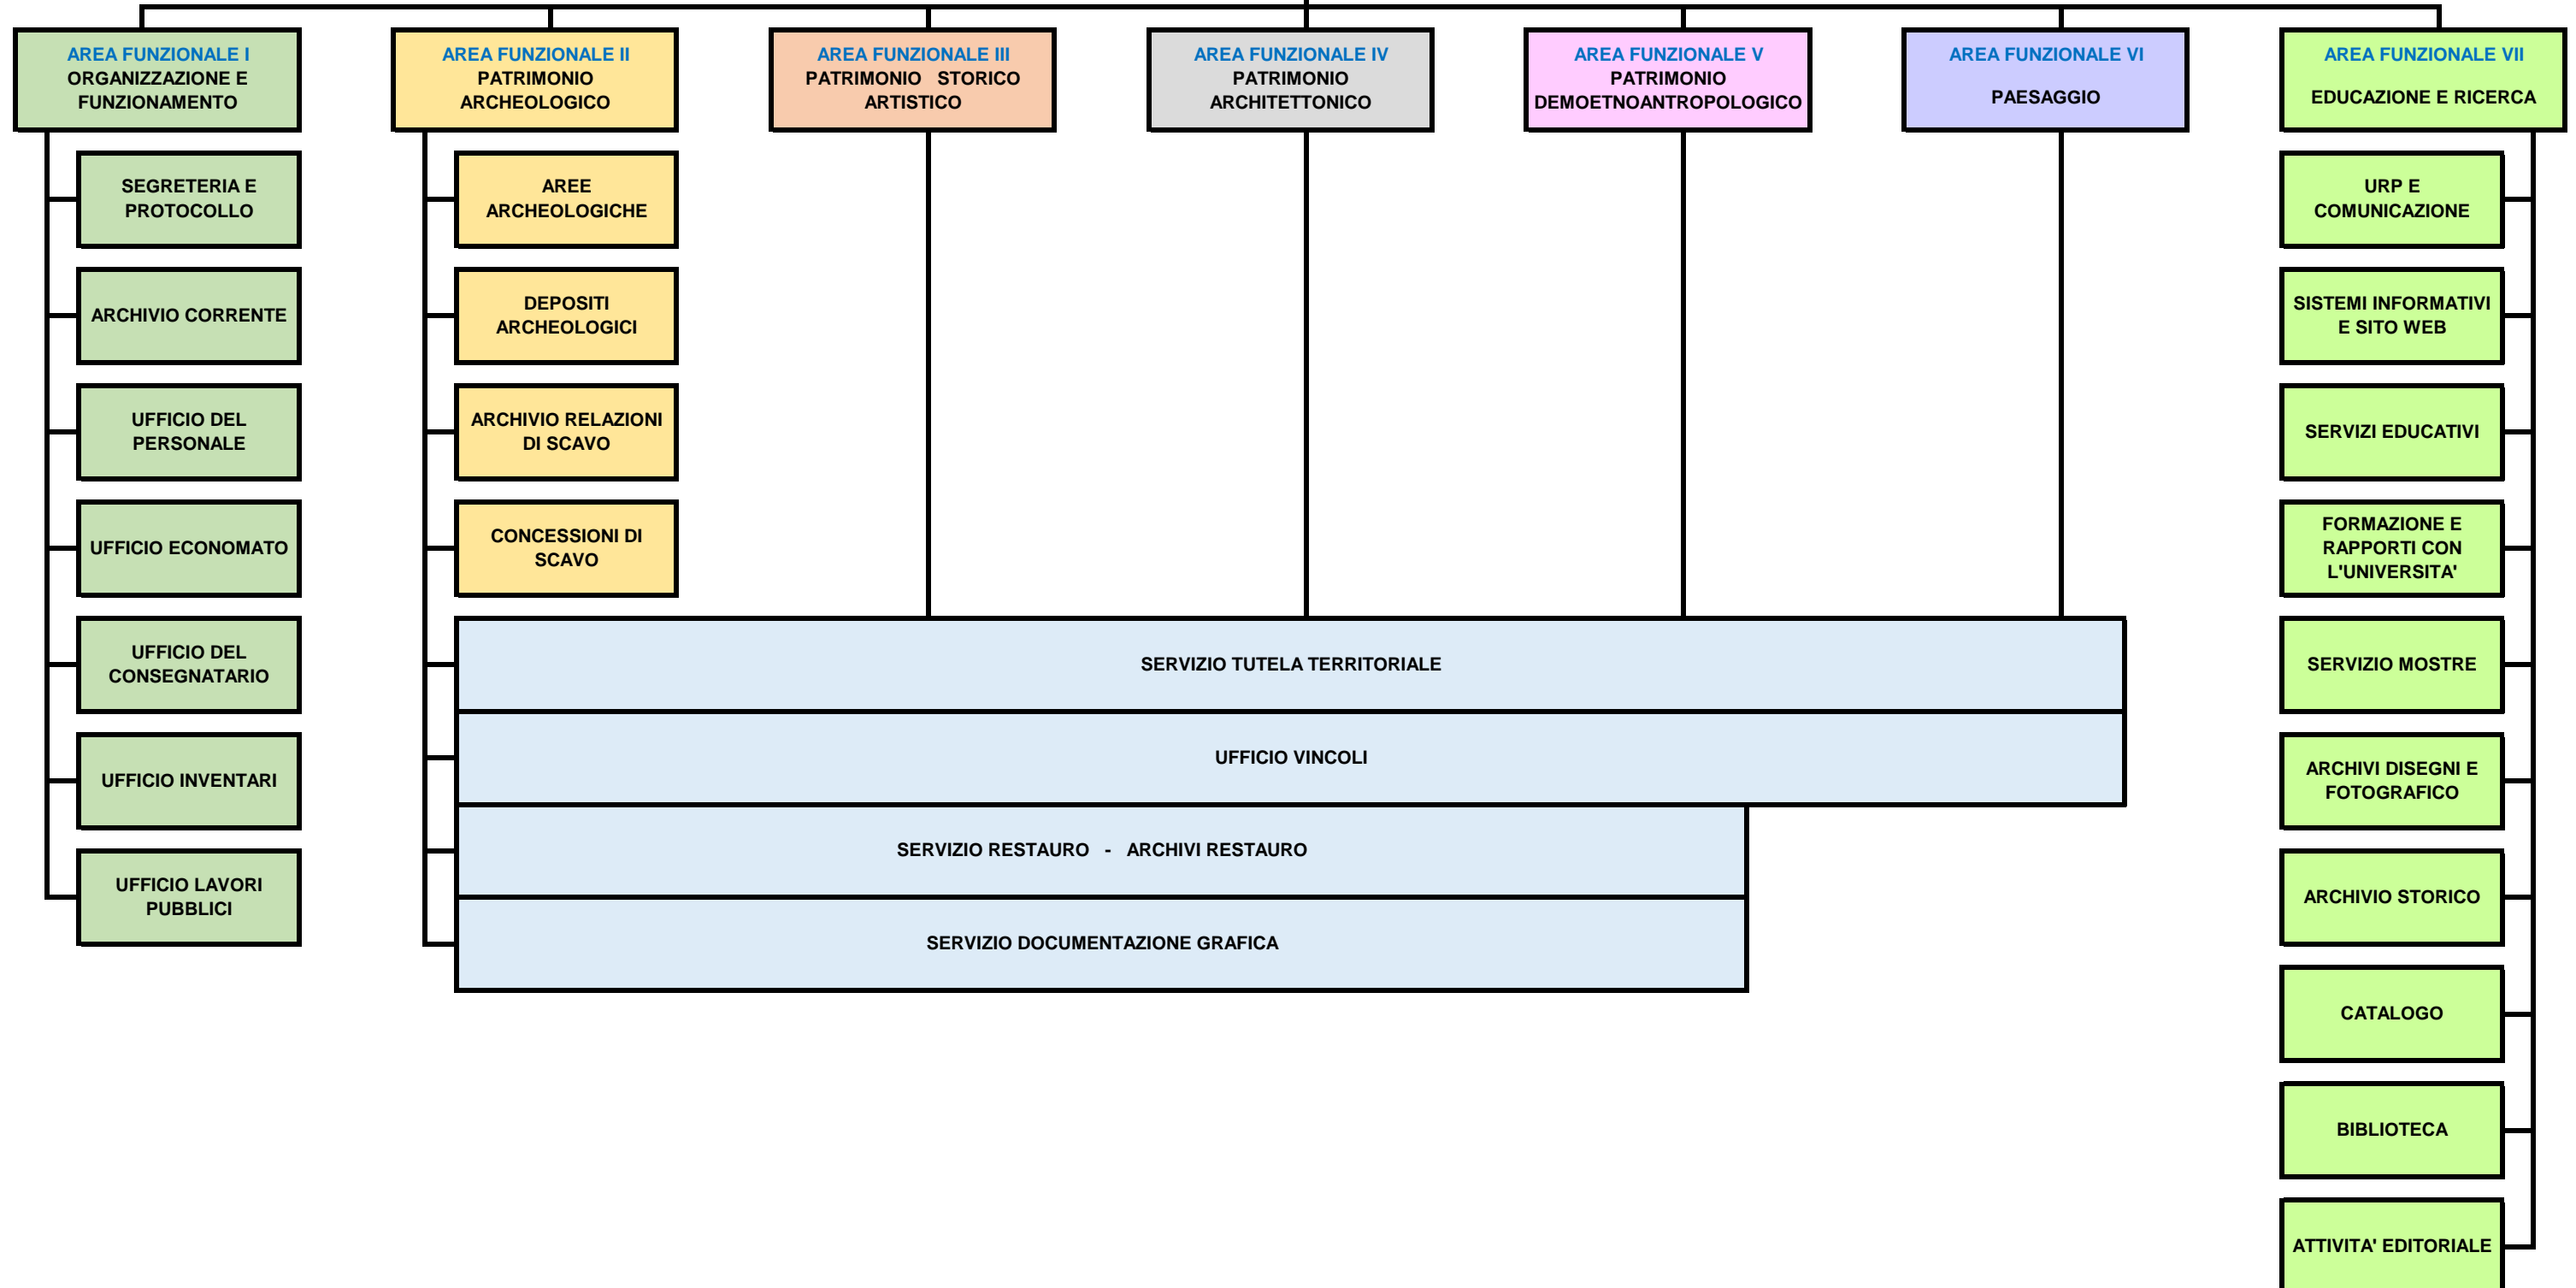 AREA FUNZIONALE I
ORGANIZZAZIONE E
FUNZIONAMENTO
AREA FUNZIONALE II
PATRIMONIO
ARCHEOLOGICO
AREA FUNZIONALE III
PATRIMONIO STORICO
ARTISTICO
AREA FUNZIONALE IV
PATRIMONIO
ARCHITETTONICO
AREA FUNZIONALE V
PATRIMONIO
DEMOETNOANTROPOLOGICO
AREA FUNZIONALE VI
PAESAGGIO
AREA FUNZIONALE VII
EDUCAZIONE E RICERCA
SEGRETERIA E
PROTOCOLLO
ARCHIVIO CORRENTE
UFFICIO DEL
PERSONALE
UFFICIO ECONOMATO
UFFICIO DEL
CONSEGNATARIO
UFFICIO INVENTARI
UFFICIO LAVORI
PUBBLICI
AREE
ARCHEOLOGICHE
DEPOSITI
ARCHEOLOGICI
ARCHIVIO RELAZIONI
DI SCAVO
CONCESSIONI DI
SCAVO
SERVIZIO TUTELA TERRITORIALE
UFFICIO VINCOLI
SERVIZIO RESTAURO - ARCHIVI RESTAURO
SERVIZIO DOCUMENTAZIONE GRAFICA
URP E
COMUNICAZIONE
SISTEMI INFORMATIVI
E SITO WEB
SERVIZI EDUCATIVI
FORMAZIONE E
RAPPORTI CON
L'UNIVERSITA'
SERVIZIO MOSTRE
ARCHIVI DISEGNI E
FOTOGRAFICO
ARCHIVIO STORICO
CATALOGO
BIBLIOTECA
ATTIVITA' EDITORIALE